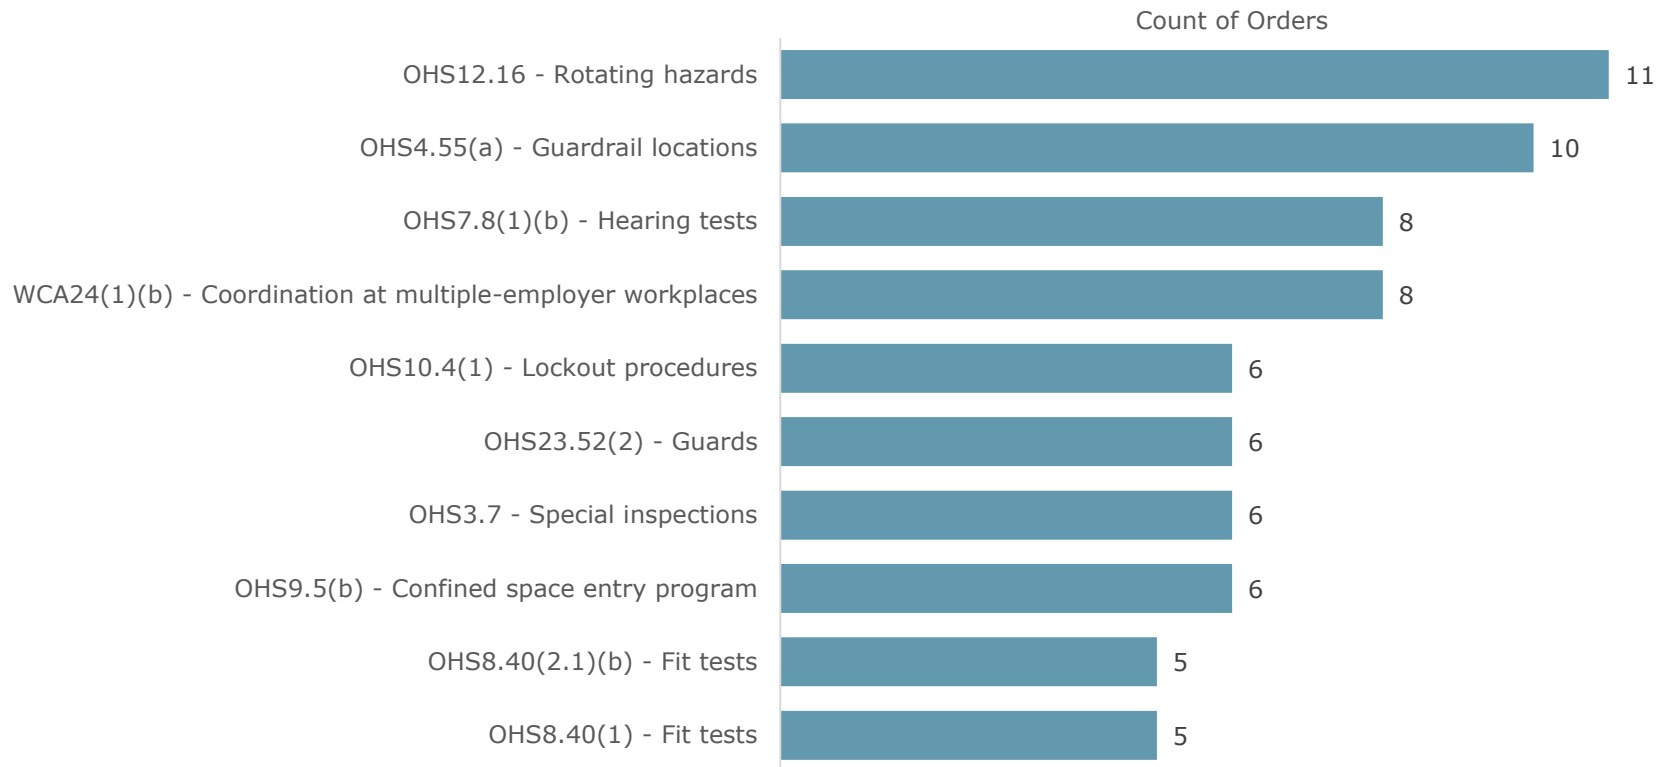 Count of Orders
OHS12.16 - Rotating hazards 11
OHS4.55(a) - Guardrail locations 10
OHS7.8(1)(b) - Hearing tests 8
WCA24(1)(b) - Coordination at multiple-employer workplaces 8
OHS10.4(1) - Lockout procedures 6
OHS23.52(2) - Guards 6
OHS3.7 - Special inspections 6
OHS9.5(b) - Confined space entry program 6
OHS8.40(2.1)(b) - Fit tests 5
OHS8.40(1) - Fit tests 5